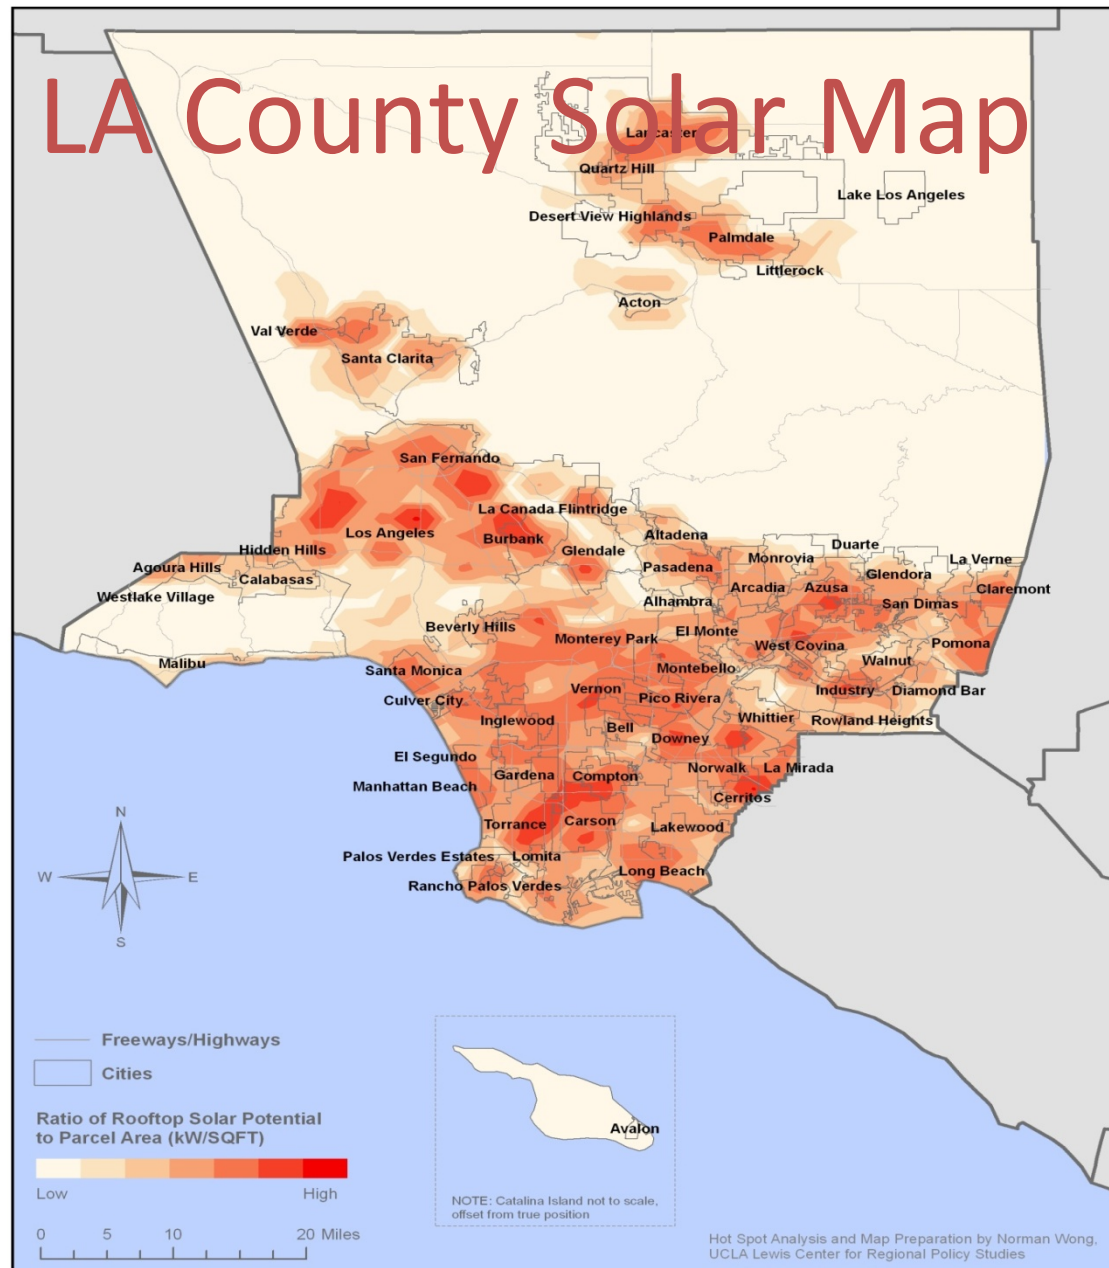 LA County Solar Map
Lancaster
Quartz Hill
Lake Los Angeles
Desert View Highlands
Palmdale
Littlerock
Acton
Val Verde
Santa Clarita
San Fernando
La Canada Flintridge
Los Angeles
Burbank
Altadena
Duarte
Hidden Hills
Glendale
Monrovia
La Verne
Agoura Hills
Pasadena
Glendora
Calabasas
Arcadia
Azusa
Claremont
Westlake Village
Alhambra
San Dimas
Beverly Hills
El Monte
Monterey Park
West Covina
Pomona
Malibu
Santa Monica
Montebello
Walnut
Culver City
Vernon
Pico Rivera
Industry
Diamond Bar
Inglewood
Bell
Whittier
Rowland Heights
Downey
El Segundo
Gardena
Compton
Norwalk
La Mirada
Manhattan Beach
Cerritos
Torrance
Carson
Lakewood
Palos Verdes Estates
Lomita
Long Beach
Rancho Palos Verdes
N
W
E
S
Freeways/Highways
Cities
Ratio of Rooftop Solar Potential
to Parcel Area (kW/SQFT)
Low
High
0 5 10 20 Miles
Avalon
NOTE: Catalina Island not to scale,
offset from true position
Hot Spot Analysis and Map Preparation by Norman Wong,
UCLA Lewis Center for Regional Policy Studies